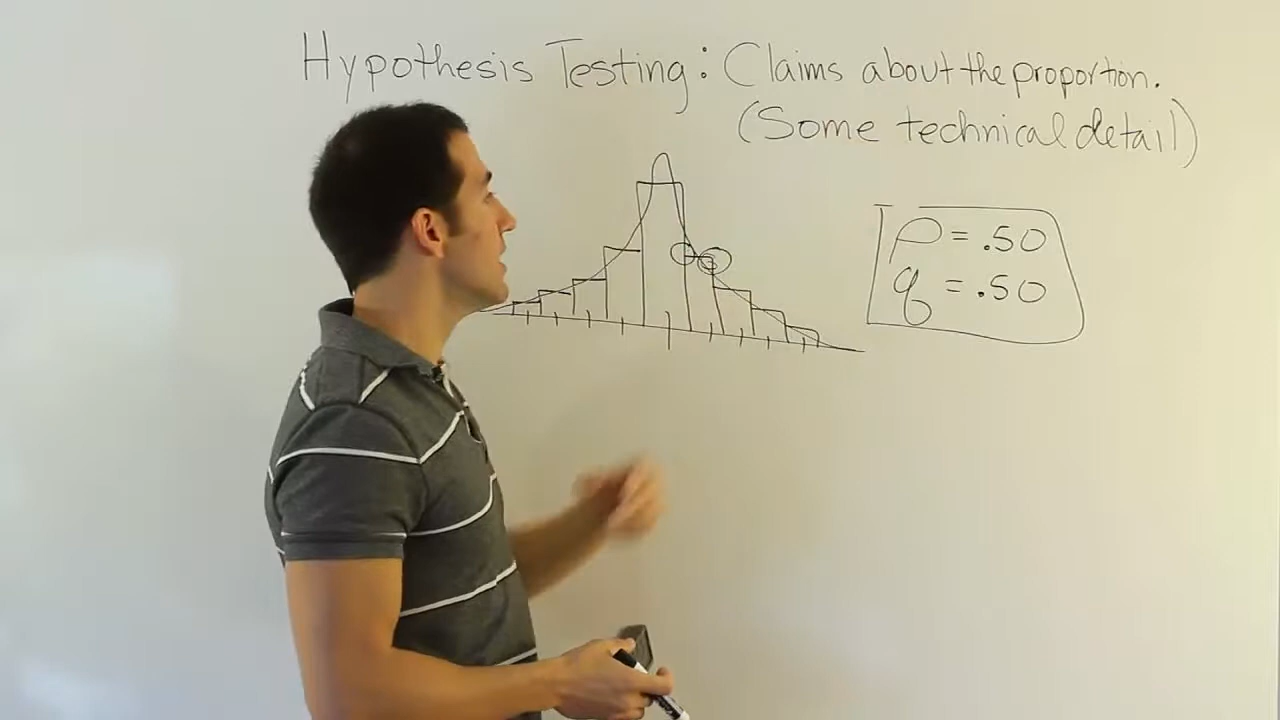 Hypothesis Testing: Claims about the proportion.
(Some technical detail)
p = .50
q = .50